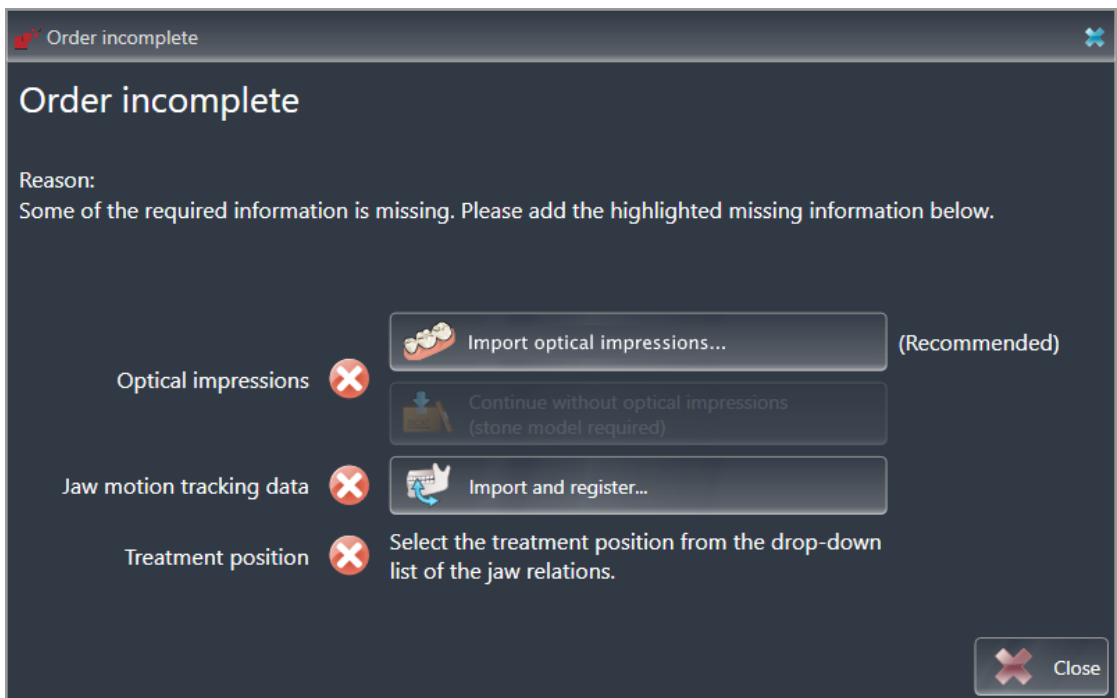 Order incomplete
Order incomplete
Reason:
Some of the required information is missing. Please add the highlighted missing information below.
Optical impressions
Import optical impressions...
(Recommended)
Continue without optical impressions
(stone model required)
Jaw motion tracking data
Import and register...
Treatment position
Select the treatment position from the drop-down
list of the jaw relations.
Close